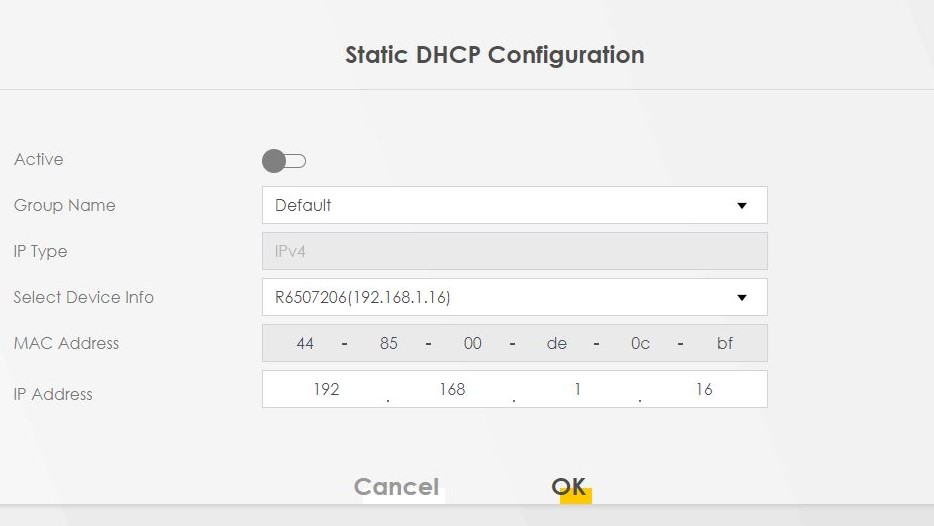 Static DHCP Configuration
Active
Group Name Default
IP Type IPv4
Select Device Info R6507206(192.168.1.16)
MAC Address 44 - 85 - 00 - de - 0c - bf
IP Address 192 . 168 . 1 . 16
Cancel OK